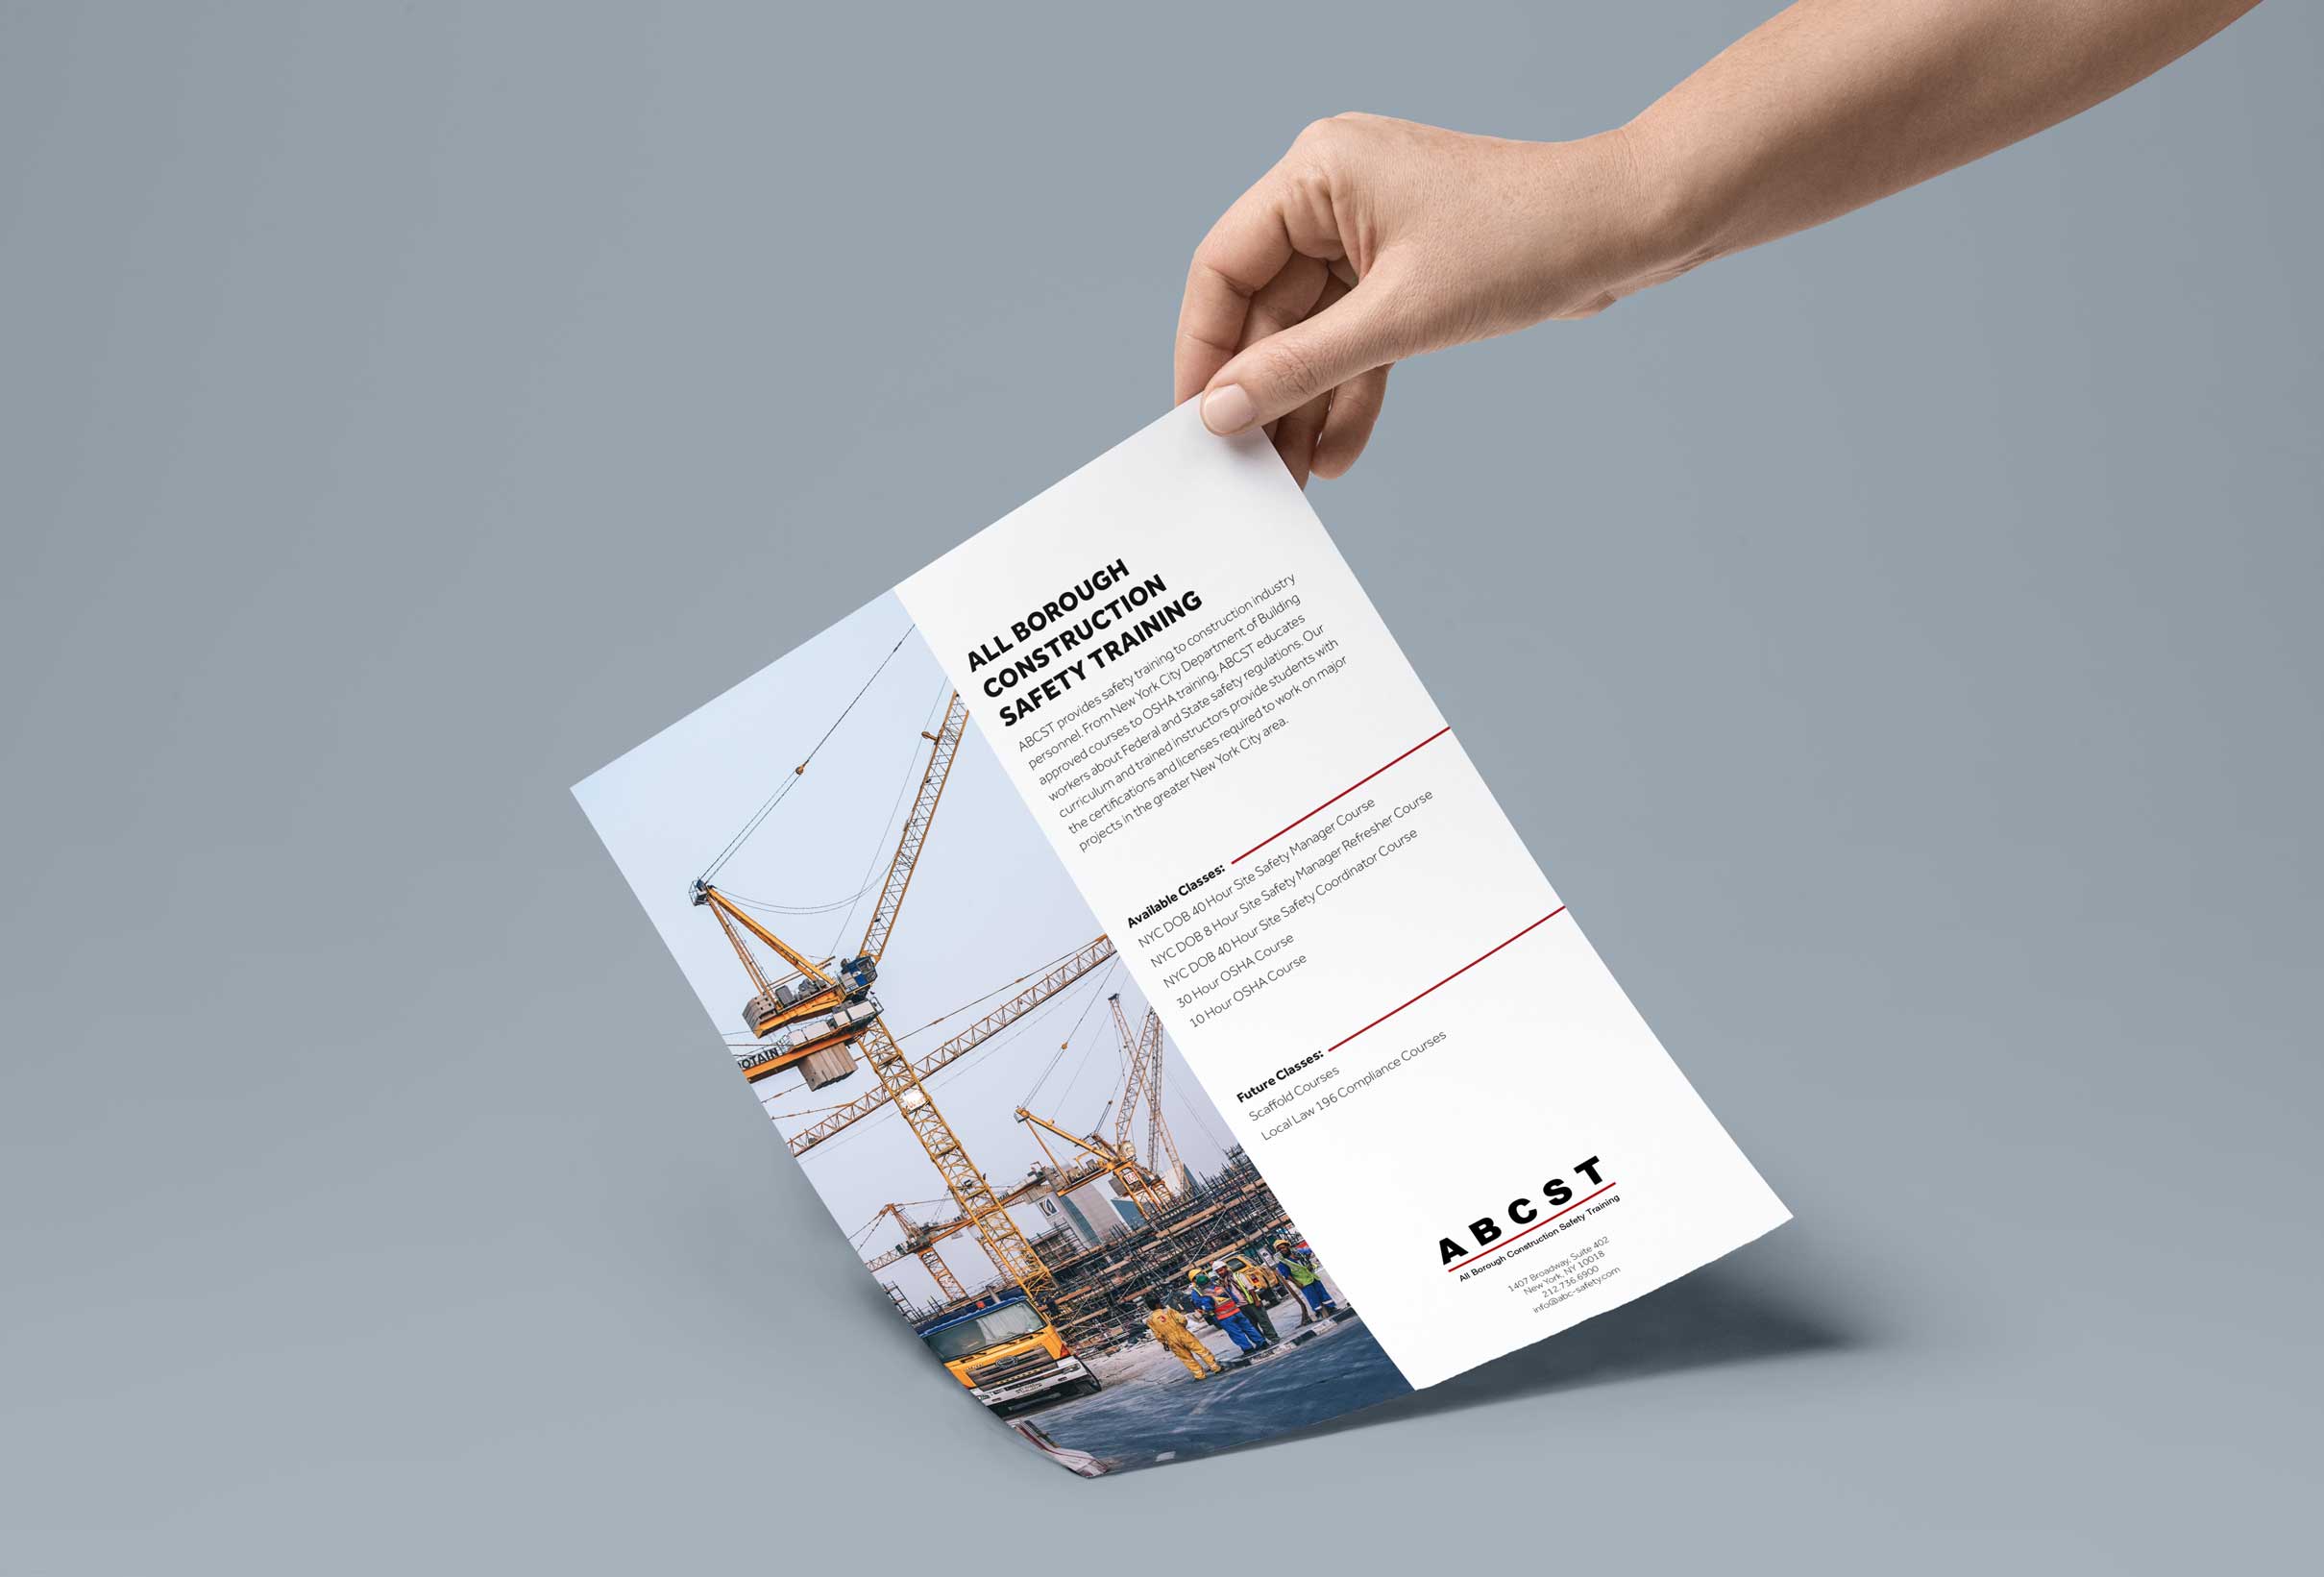 ALL BOROUGH
CONSTRUCTION
SAFETY TRAINING
ABCST provides safety training to construction industry
personnel. From New York City Department of Building
approved courses to OSHA training, ABCST educates
workers about Federal and State safety regulations. Our
curriculum and trained instructors provide students with
the certifications and licenses required to work on major
projects in the greater New York City area.
Available Classes:
NYC DOB 40 Hour Site Safety Manager Course
NYC DOB 8 Hour Site Safety Manager Refresher Course
NYC DOB 40 Hour Site Safety Coordinator Course
30 Hour OSHA Course
10 Hour OSHA Course
Future Classes:
Scaffold Courses
Local Law 196 Compliance Courses
ABCST
All Borough Construction Safety Training
1407 Broadway, Suite 402
New York, NY 10018
212.736.6900
info@abc-safety.com
OTAIN